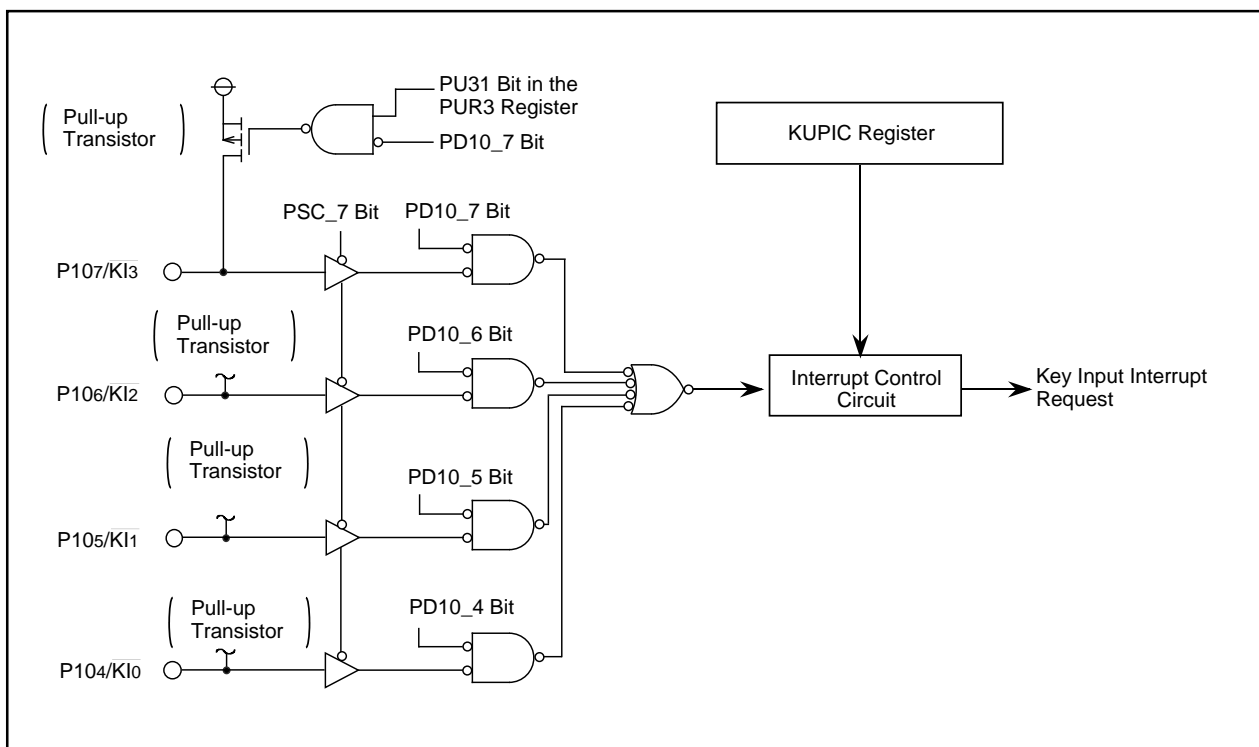 Pull-up
Transistor
PU31 Bit in the
PUR3 Register
PD10_7 Bit
KUPIC Register
PSC_7 Bit
PD10_7 Bit
P107/KI3
Pull-up
Transistor
PD10_6 Bit
P106/KI2
Interrupt Control
Circuit
Key Input Interrupt
Request
Pull-up
Transistor
PD10_5 Bit
P105/KI1
Pull-up
Transistor
PD10_4 Bit
P104/KI0